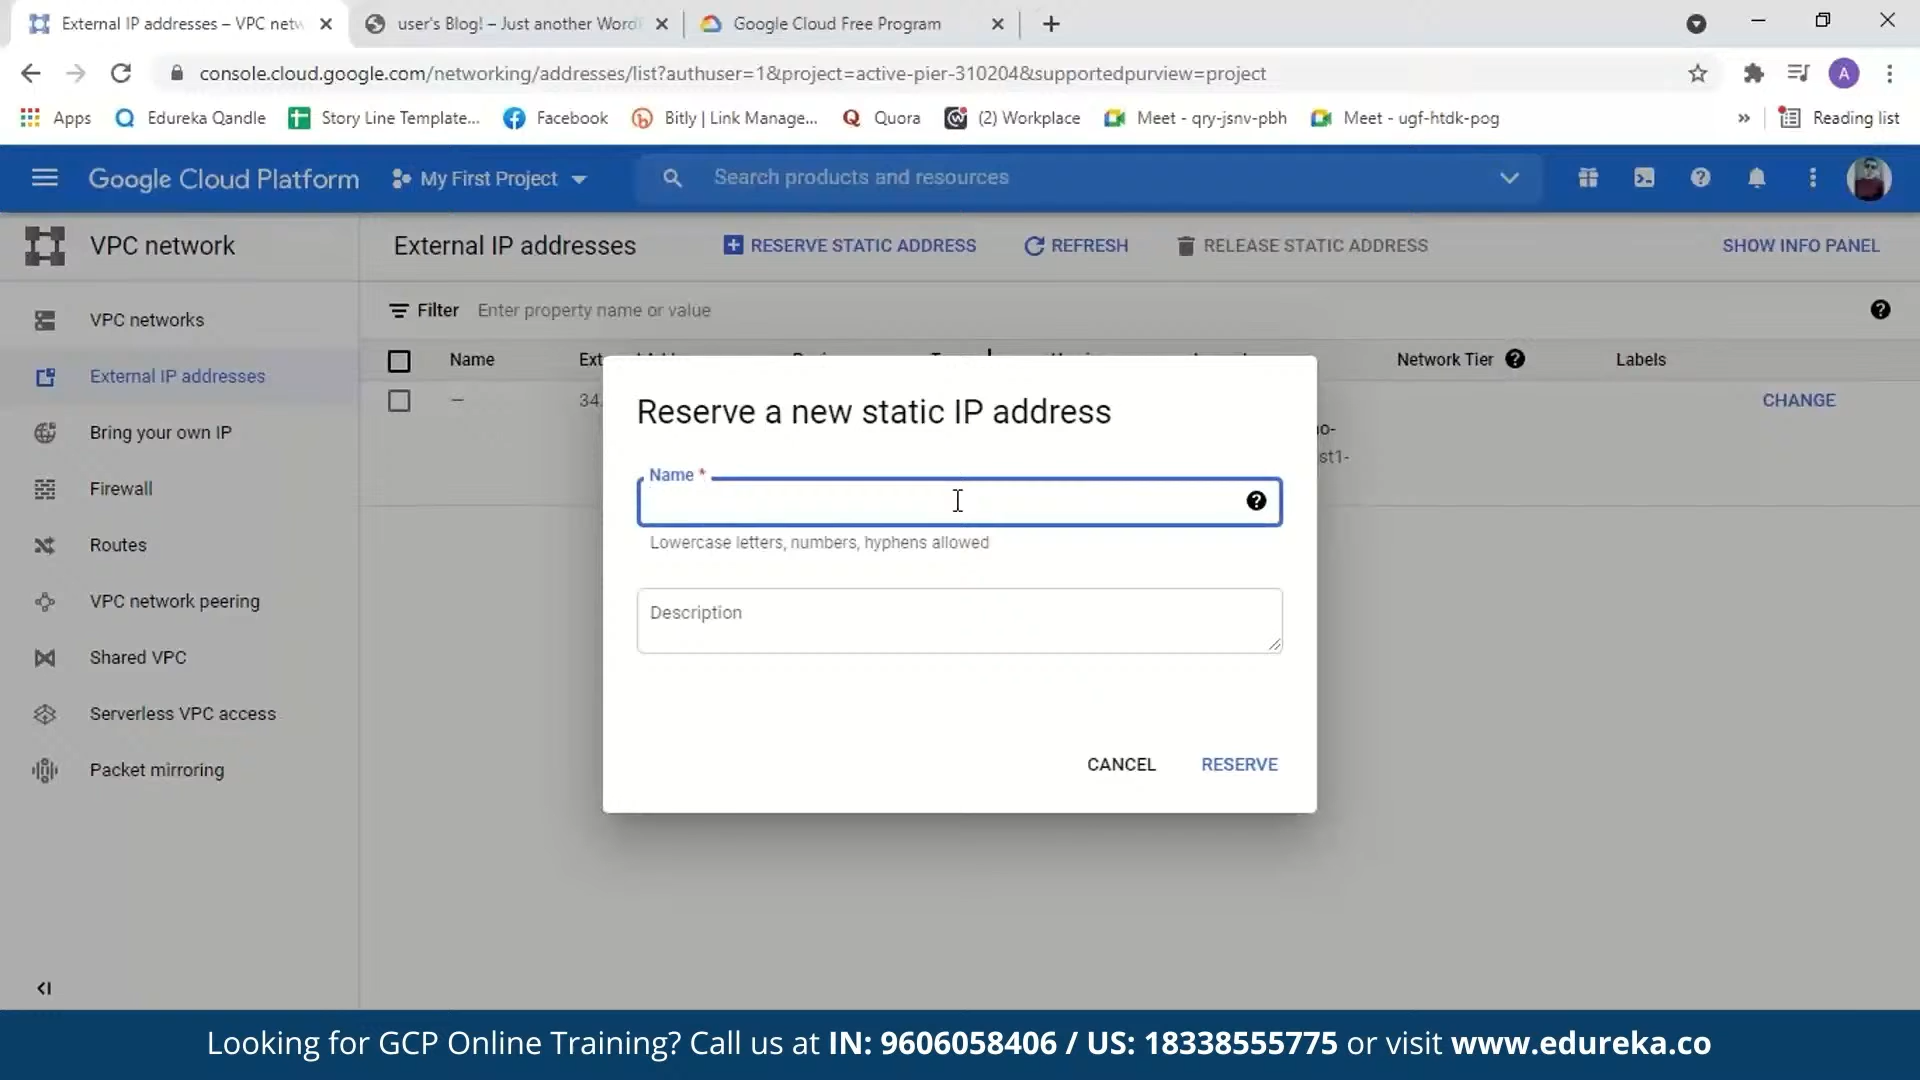 External IP addresses – VPC netw
user's Blog! – Just another Word
Google Cloud Free Program
console.cloud.google.com/networking/addresses/list?authuser=1&project=active-pier-310204&supportedpurview=project
A
Apps
Edureka Qandle
Story Line Template...
Facebook
Bitly | Link Manage...
Quora
(2) Workplace
Meet - qry-jsnv-pbh
Meet - ugf-htdk-pog
»
Reading list
Google Cloud Platform
My First Project
Search products and resources
VPC network
External IP addresses
RESERVE STATIC ADDRESS
REFRESH
RELEASE STATIC ADDRESS
SHOW INFO PANEL
VPC networks
External IP addresses
Bring your own IP
Firewall
Routes
VPC network peering
Shared VPC
Serverless VPC access
Packet mirroring
Filter Enter property name or value
Name
Ext
Network Tier
Labels
—
34.
CHANGE
st1-
Reserve a new static IP address
Name *
Lowercase letters, numbers, hyphens allowed
Description
CANCEL
RESERVE
Looking for GCP Online Training? Call us at IN: 9606058406 / US: 18338555775 or visit www.edureka.co